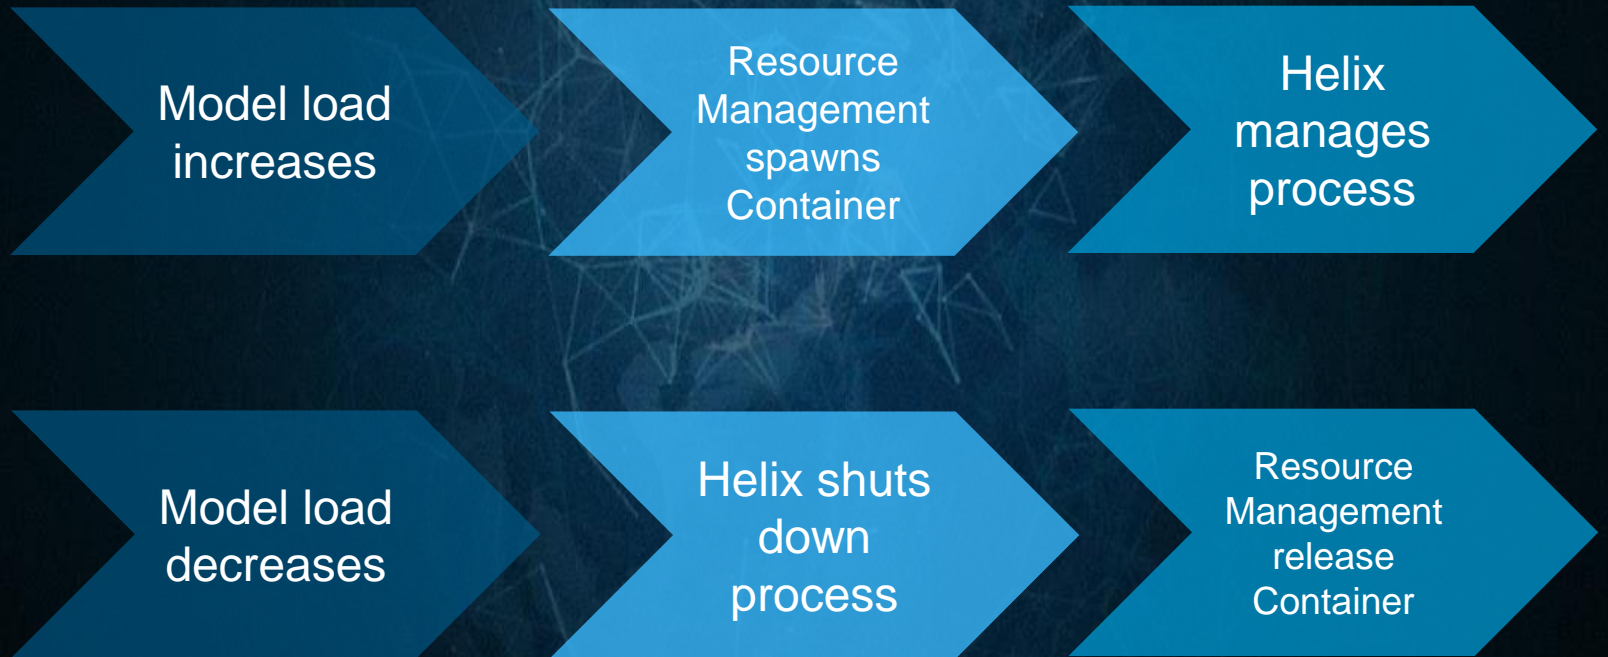 Model load
increases
Resource
Management
spawns
Container
Helix
manages
process
Model load
decreases
Helix shuts
down
process
Resource
Management
release
Container